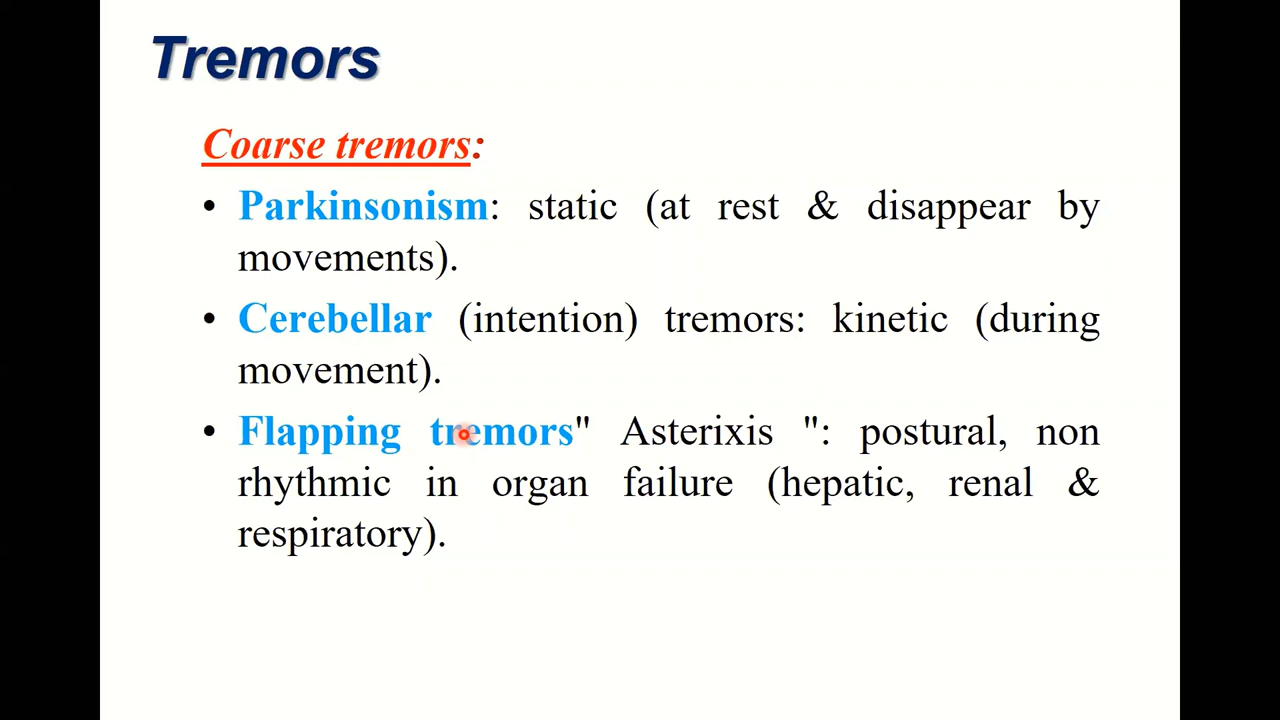 Tremors
Coarse tremors:
• Parkinsonism: static (at rest & disappear by
movements).
• Cerebellar (intention) tremors: kinetic (during
movement).
• Flapping tremors" Asterixis ": postural, non
rhythmic in organ failure (hepatic, renal &
respiratory).